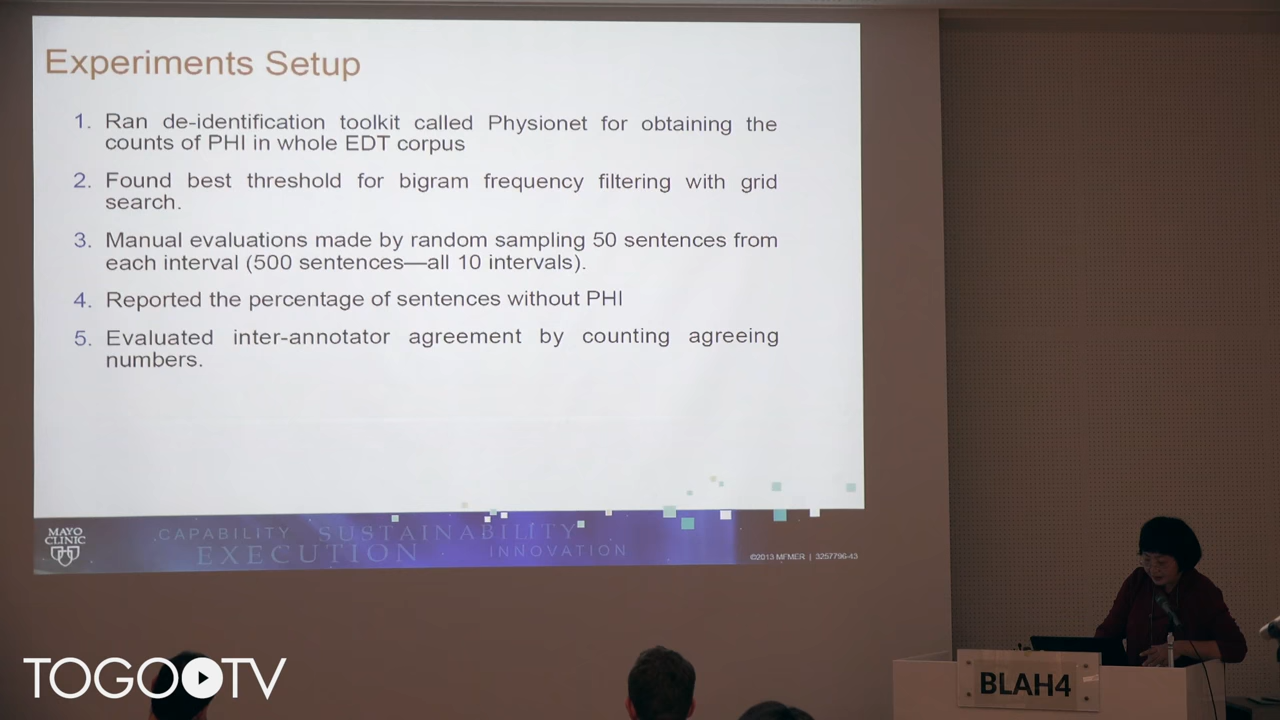 Experiments Setup
1. Ran de-identification toolkit called Physionet for obtaining the
counts of PHI in whole EDT corpus
2. Found best threshold for bigram frequency filtering with grid
search.
3. Manual evaluations made by random sampling 50 sentences from
each interval (500 sentences—all 10 intervals).
4. Reported the percentage of sentences without PHI
5. Evaluated inter-annotator agreement by counting agreeing
numbers.
MAYO
CLINIC
CAPABILITY SUSTAINABILITY
EXECUTION INNOVATION
©2013 MFMER | 3257796-43
TOGOTV
BLAH4